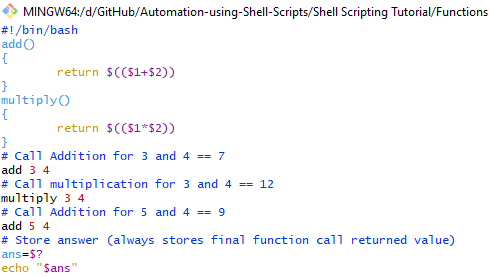 MINGW64:/d/GitHub/Automation-using-Shell-Scripts/Shell Scripting Tutorial/Functions
#!/bin/bash
add()
{
        return $(($1+$2))
}
multiply()
{
        return $(($1*$2))
}
# Call Addition for 3 and 4 == 7
add 3 4
# Call multiplication for 3 and 4 == 12
multiply 3 4
# Call Addition for 5 and 4 == 9
add 5 4
# Store answer (always stores final function call returned value)
ans=$?
echo "$ans"